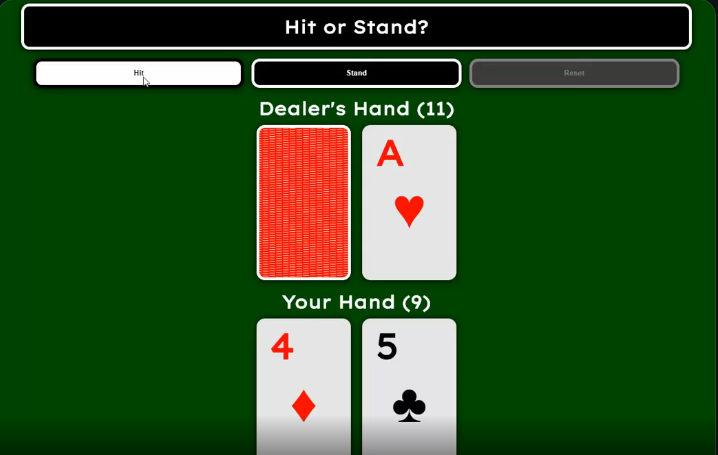 Hit or Stand?
Hit Stand Reset
Dealer's Hand (11)
A
Your Hand (9)
4 5